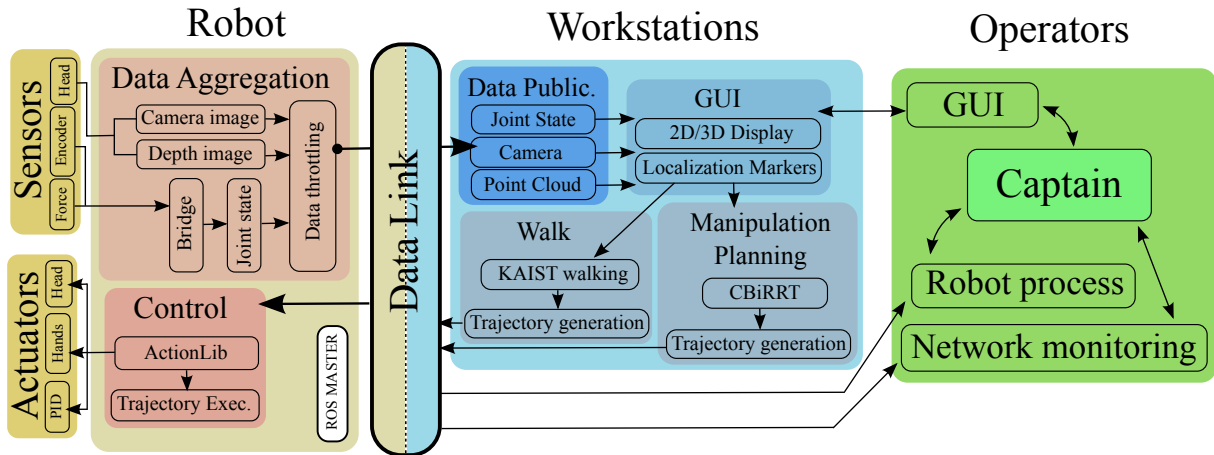 Robot
Workstations
Operators
Sensors
Head
Encoder
Force
Data Aggregation
Camera image
Depth image
Bridge
Joint state
Data throttling
Actuators
Head
Hands
PID
Control
ActionLib
Trajectory Exec.
ROS MASTER
Data Link
Data Public.
Joint State
Camera
Point Cloud
GUI
2D/3D Display
Localization Markers
Walk
KAIST walking
Trajectory generation
Manipulation
Planning
CBiRRT
Trajectory generation
GUI
Captain
Robot process
Network monitoring